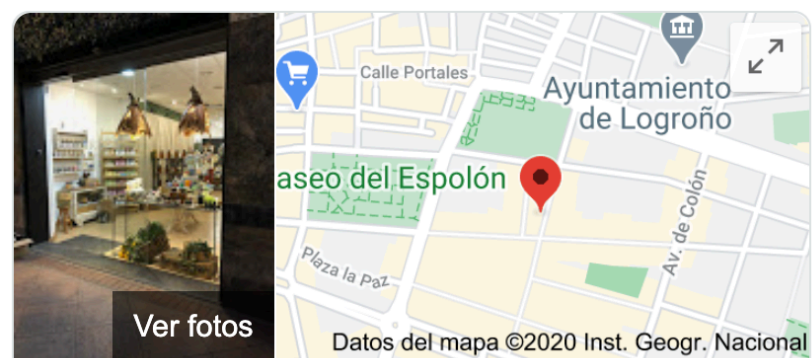 Ver fotos
Calle Portales
Ayuntamiento
de Logroño
aseo del Espolón
Av. de Colón
Plaza la Paz
Datos del mapa ©2020 Inst. Geogr. Nacional